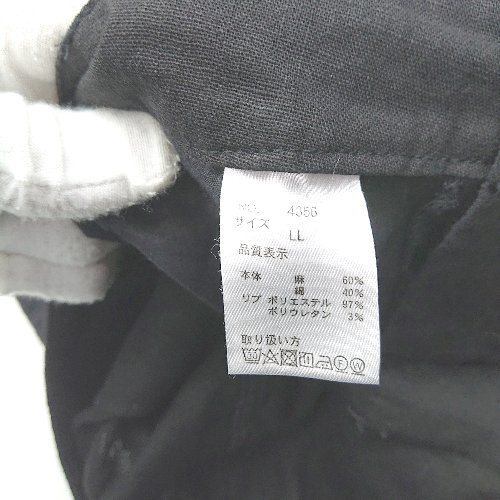 NO. 4356
サイズ LL
品質表示
本体 麻 60%
綿 40%
リブ ポリエステル 97%
ポリウレタン 3%
取り扱い方
F W